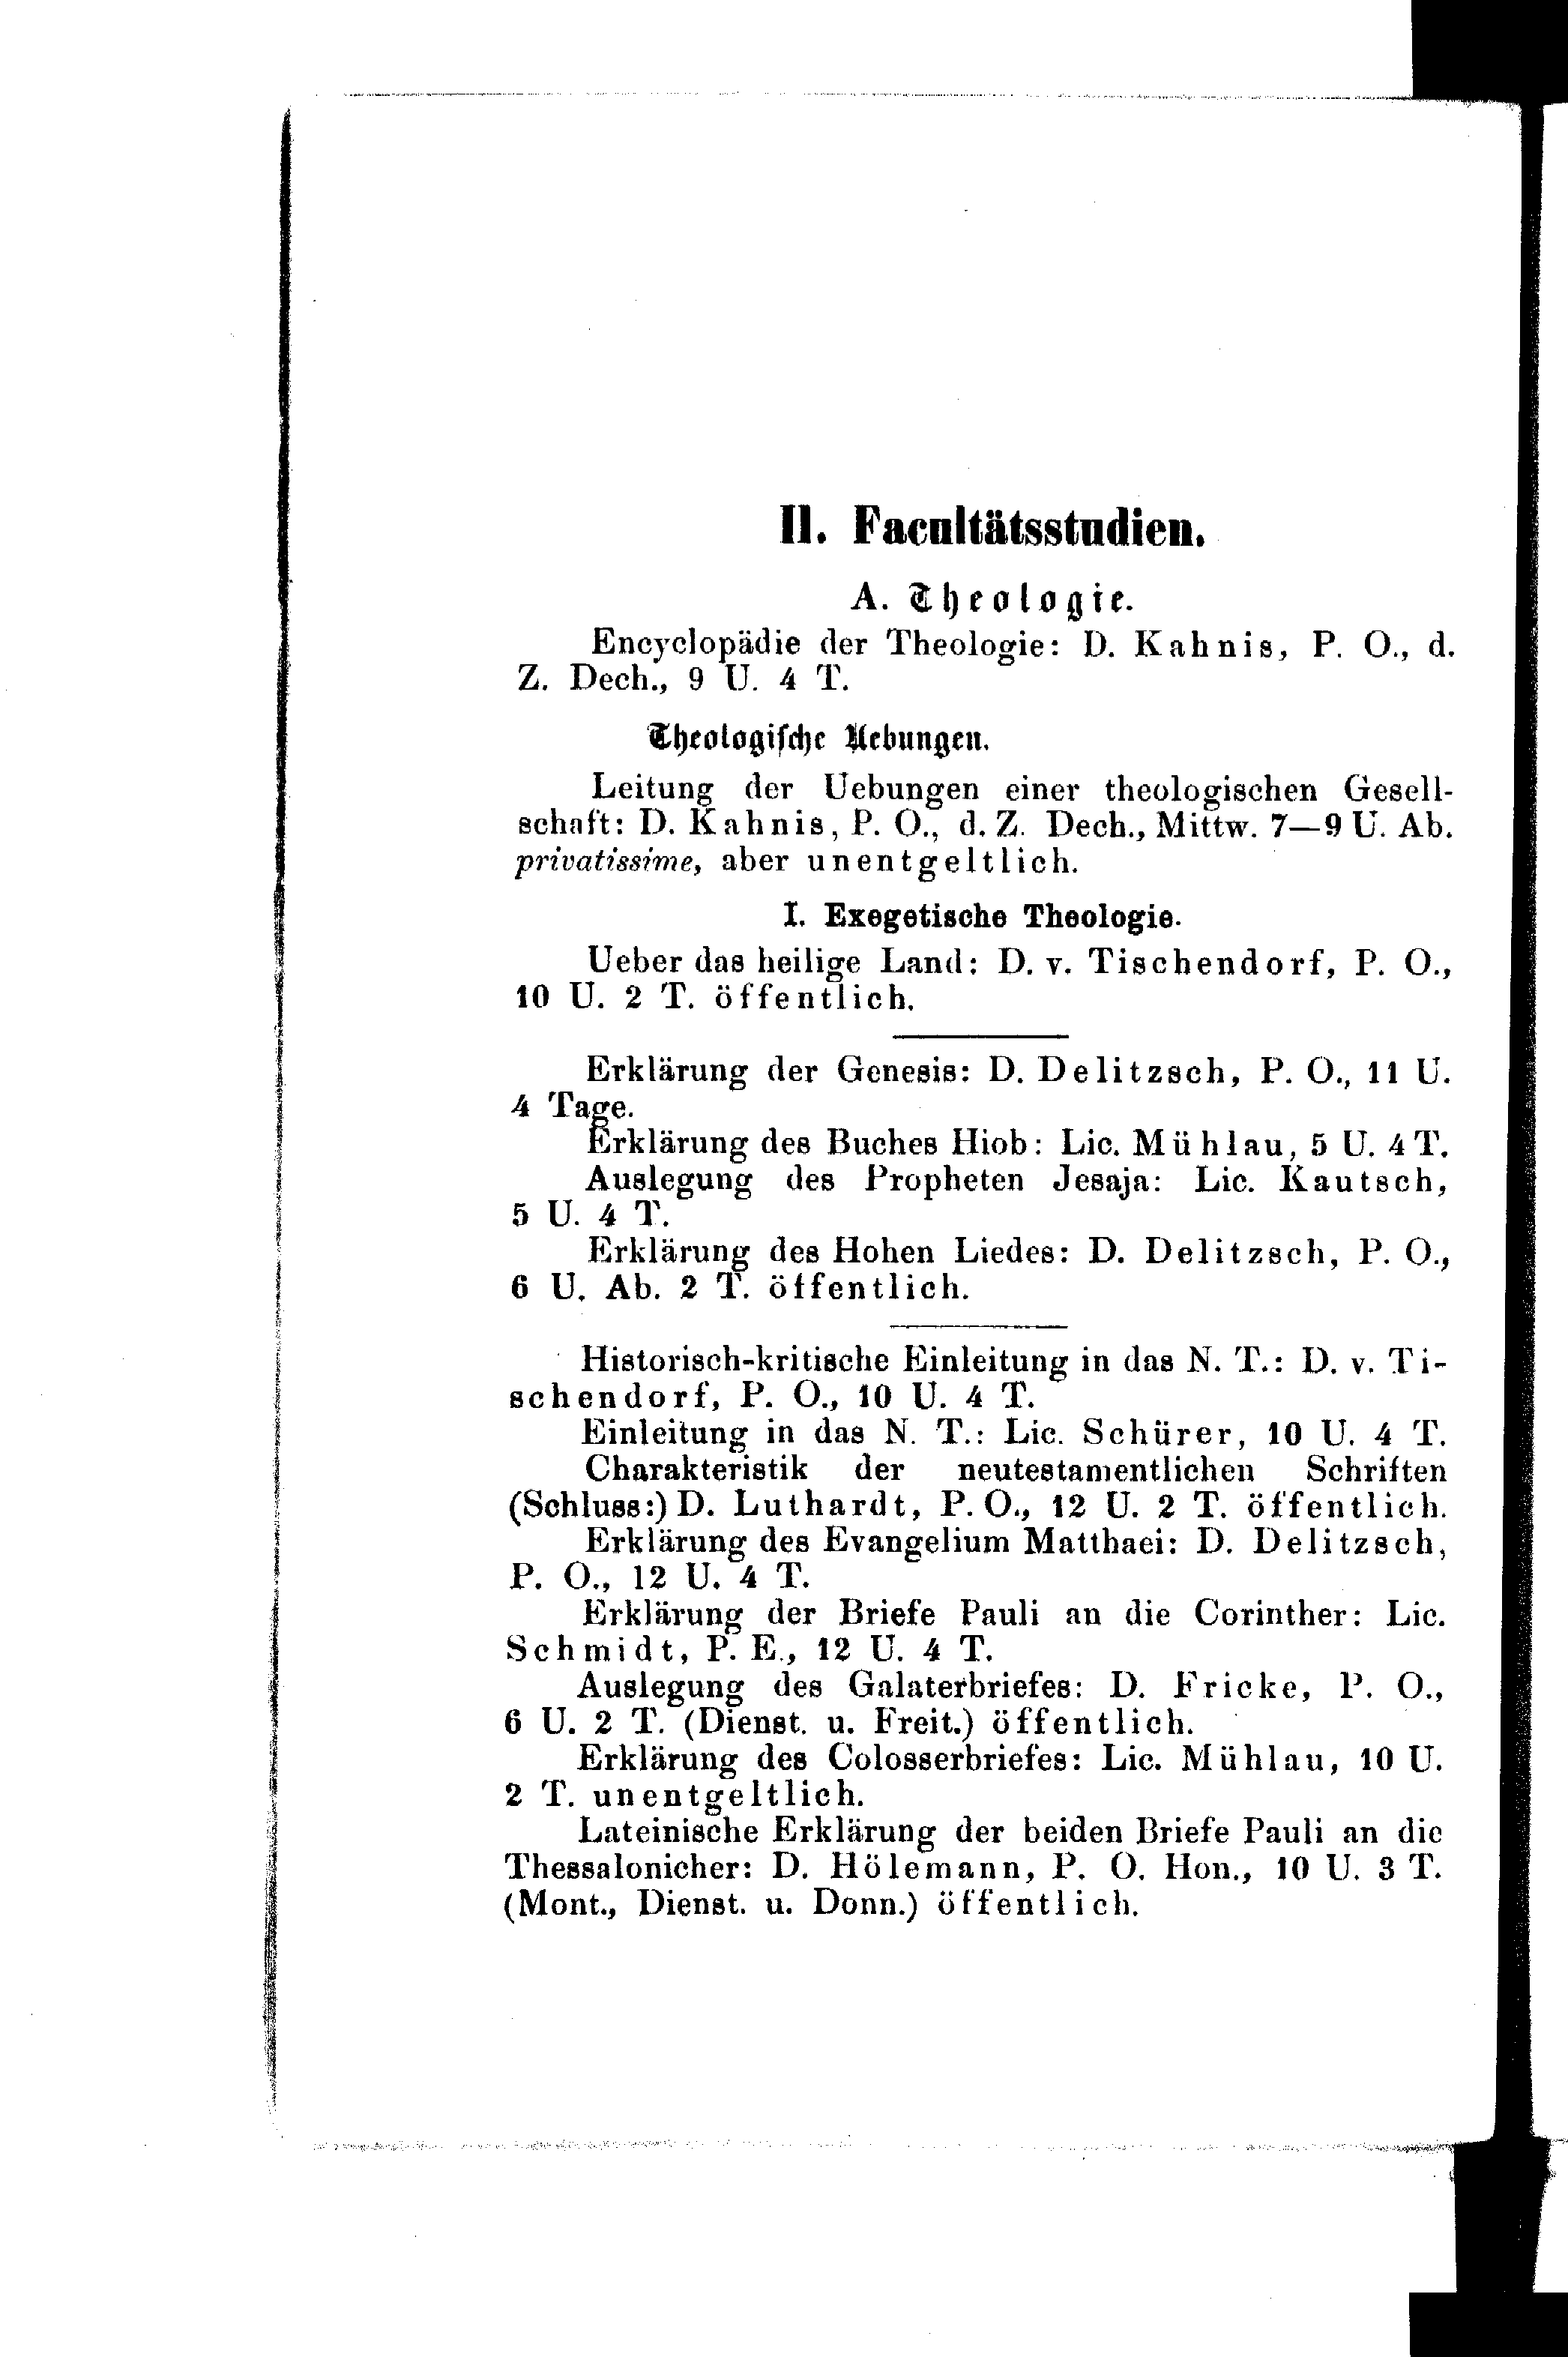 II. Facultätsstudien.
A. Theologie.
Encyclopädie der Theologie: D. Kahnis, P. O., d.
Z. Dech., 9 U. 4 T.
Theologische Uebungen.
Leitung der Uebungen einer theologischen Gesell-
schaft: D. Kahnis, P. O., d. Z. Dech., Mittw. 7—9 U. Ab.
privatissime, aber unentgeltlich.
I. Exegetische Theologie.
Ueber das heilige Land: D. v. Tischendorf, P. O.,
10 U. 2 T. öffentlich.
Erklärung der Genesis: D. Delitzsch, P. O., 11 U.
4 Tage.
Erklärung des Buches Hiob: Lic. Mühlau, 5 U. 4 T.
Auslegung des Propheten Jesaja: Lic. Kautsch,
5 U. 4 T.
Erklärung des Hohen Liedes: D. Delitzsch, P. O.,
6 U. Ab. 2 T. öffentlich.
Historisch-kritische Einleitung in das N. T.: D. v. Ti-
schendorf, P. O., 10 U. 4 T.
Einleitung in das N. T.: Lic. Schürer, 10 U. 4 T.
Charakteristik der neutestamentlichen Schriften
(Schluss:) D. Luthardt, P. O., 12 U. 2 T. öffentlich.
Erklärung des Evangelium Matthaei: D. Delitzsch,
P. O., 12 U. 4 T.
Erklärung der Briefe Pauli an die Corinther: Lic.
Schmidt, P. E., 12 U. 4 T.
Auslegung des Galaterbriefes: D. Fricke, P. O.,
6 U. 2 T. (Dienst. u. Freit.) öffentlich.
Erklärung des Colosserbriefes: Lic. Mühlau, 10 U.
2 T. unentgeltlich.
Lateinische Erklärung der beiden Briefe Pauli an die
Thessalonicher: D. Hölemann, P. O. Hon., 10 U. 3 T.
(Mont., Dienst. u. Donn.) öffentlich.